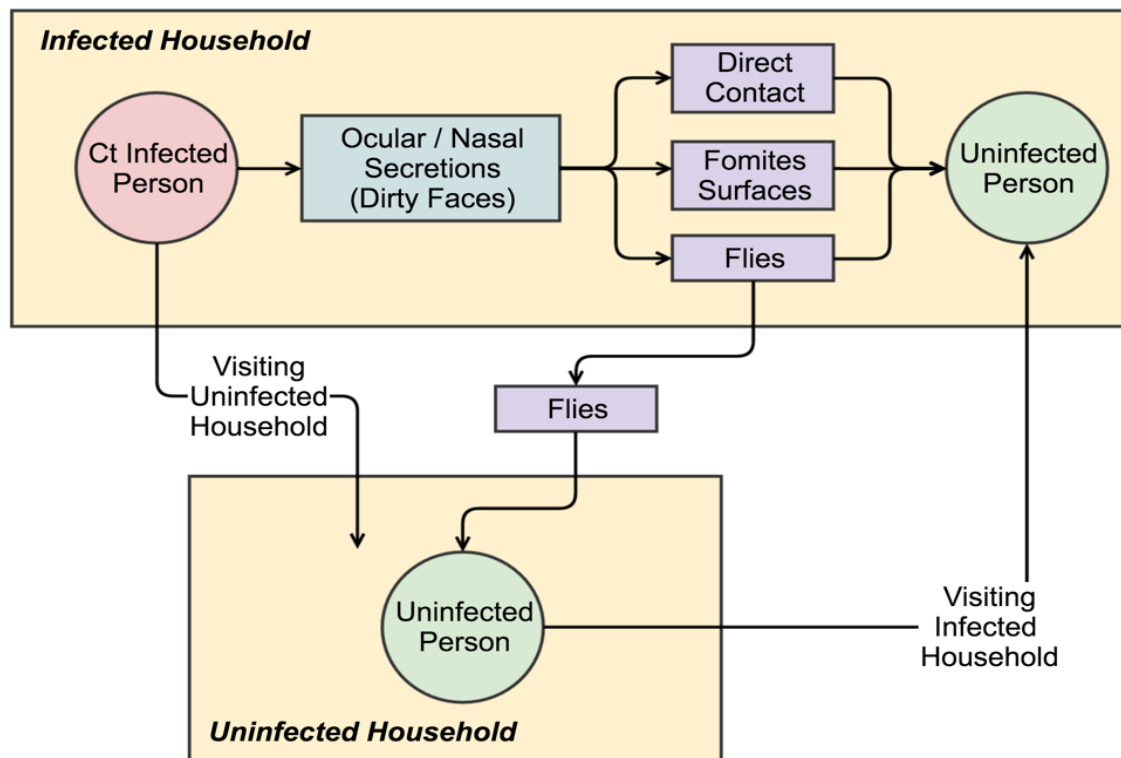 Infected Household
Ct Infected
Person
Ocular / Nasal
Secretions
(Dirty Faces)
Direct
Contact
Fomites
Surfaces
Flies
Uninfected
Person
Visiting
Uninfected
Household
Flies
Uninfected
Person
Visiting
Infected
Household
Uninfected Household